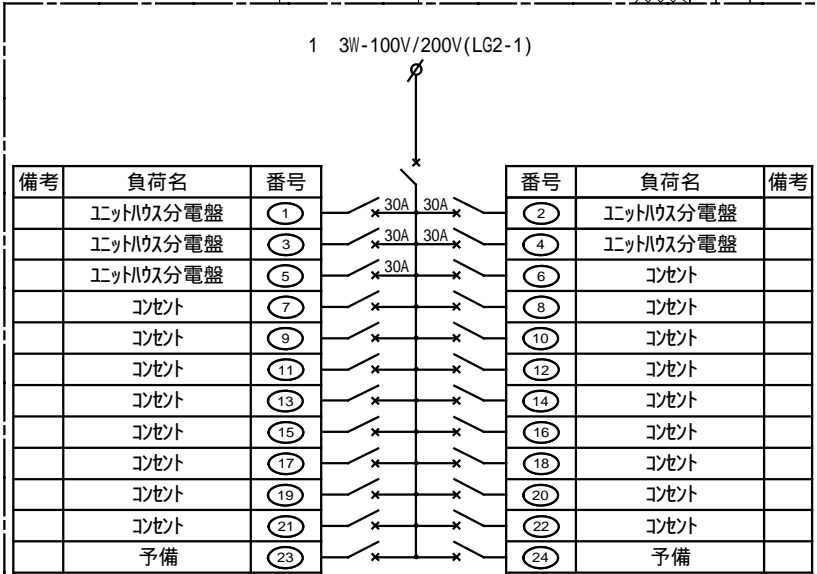 1 3W-100V/200V(LG2-1)
備考 負荷名 番号 番号 負荷名 備考
ユニットハウス分電盤 1 30A 30A 2 ユニットハウス分電盤
ユニットハウス分電盤 3 30A 30A 4 ユニットハウス分電盤
ユニットハウス分電盤 5 30A 6 コンセント
コンセント 7 8 コンセント
コンセント 9 10 コンセント
コンセント 11 12 コンセント
コンセント 13 14 コンセント
コンセント 15 16 コンセント
コンセント 17 18 コンセント
コンセント 19 20 コンセント
コンセント 21 22 コンセント
予備 23 24 予備